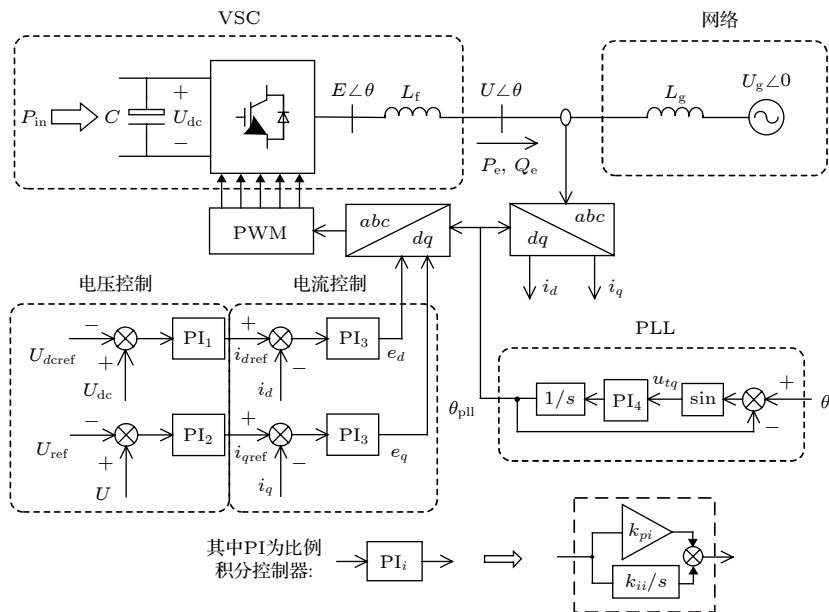 VSC
网络
P_in
C
+
U_dc
−
E∠θ
L_f
U∠θ
L_g
U_g∠0
P_e, Q_e
PWM
abc
dq
abc
dq
i_d
i_q
电压控制
电流控制
PLL
−
U_dcref
+
U_dc
PI_1
+
i_dref
−
i_d
PI_3
e_d
θ_pll
1/s
PI_4
u_tq
sin
+
−
θ
−
U_ref
+
U
PI_2
+
i_qref
−
i_q
PI_3
e_q
其中PI为比例
积分控制器:
PI_i
k_pi
k_ii/s